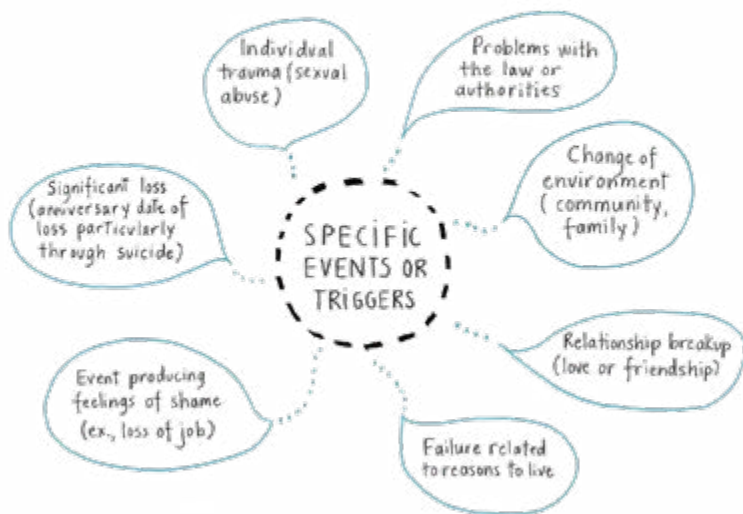 Individual
trauma (sexual
abuse)
Problems with
the law or
authorities
Change of
environment
(community,
family)
Relationship breakup
(love or friendship)
Failure related
to reasons to live
Event producing
feelings of shame
(ex., loss of job)
Significant loss
(anniversary date of
loss particularly
through suicide)
SPECIFIC
EVENTS OR
TRIGGERS